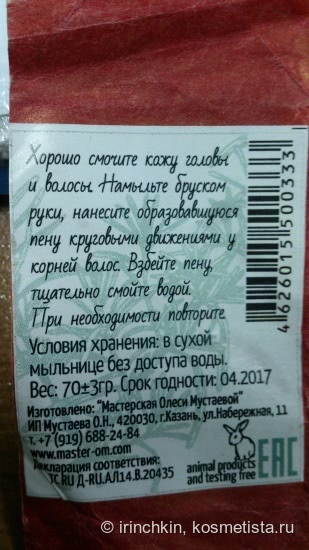 Хорошо смочите кожу головы
и волосы. Намыльте бруском
руки, нанесите образовавшуюся
пену круговыми движениями у
корней волос. Взбейте пену,
тщательно смойте водой.
При необходимости повторите.
Условия хранения: в сухой
мыльнице без доступа воды.
Вес: 70±3гр. Срок годности: 04.2017
Изготовлено: "Мастерская Олеси Мустаевой"
ИП Мустаева О.Н., 420030, г.Казань, ул.Набережная, 11
т. +7 (919) 688-24-84
www.master-om.com
Декларация соответствия:
ТС RU Д-RU.АЛ14.В.20435
animal products
and testing free
EAC
4 626015 500333
© irinchkin, kosmetista.ru